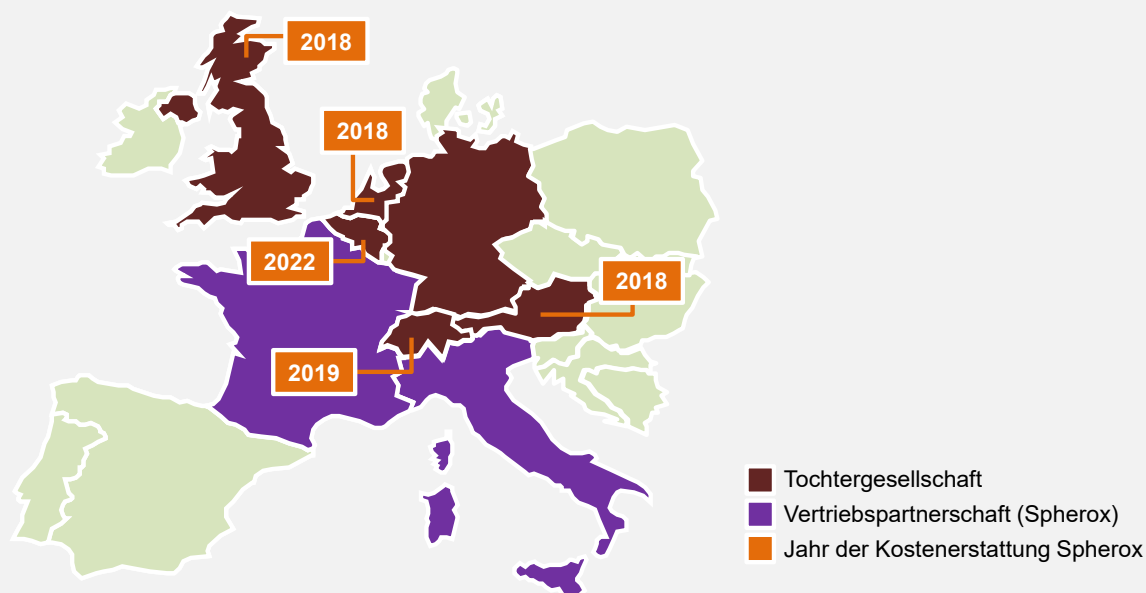 2018
2018
2022
2018
2019
Tochtergesellschaft
Vertriebspartnerschaft (Spherox)
Jahr der Kostenerstattung Spherox